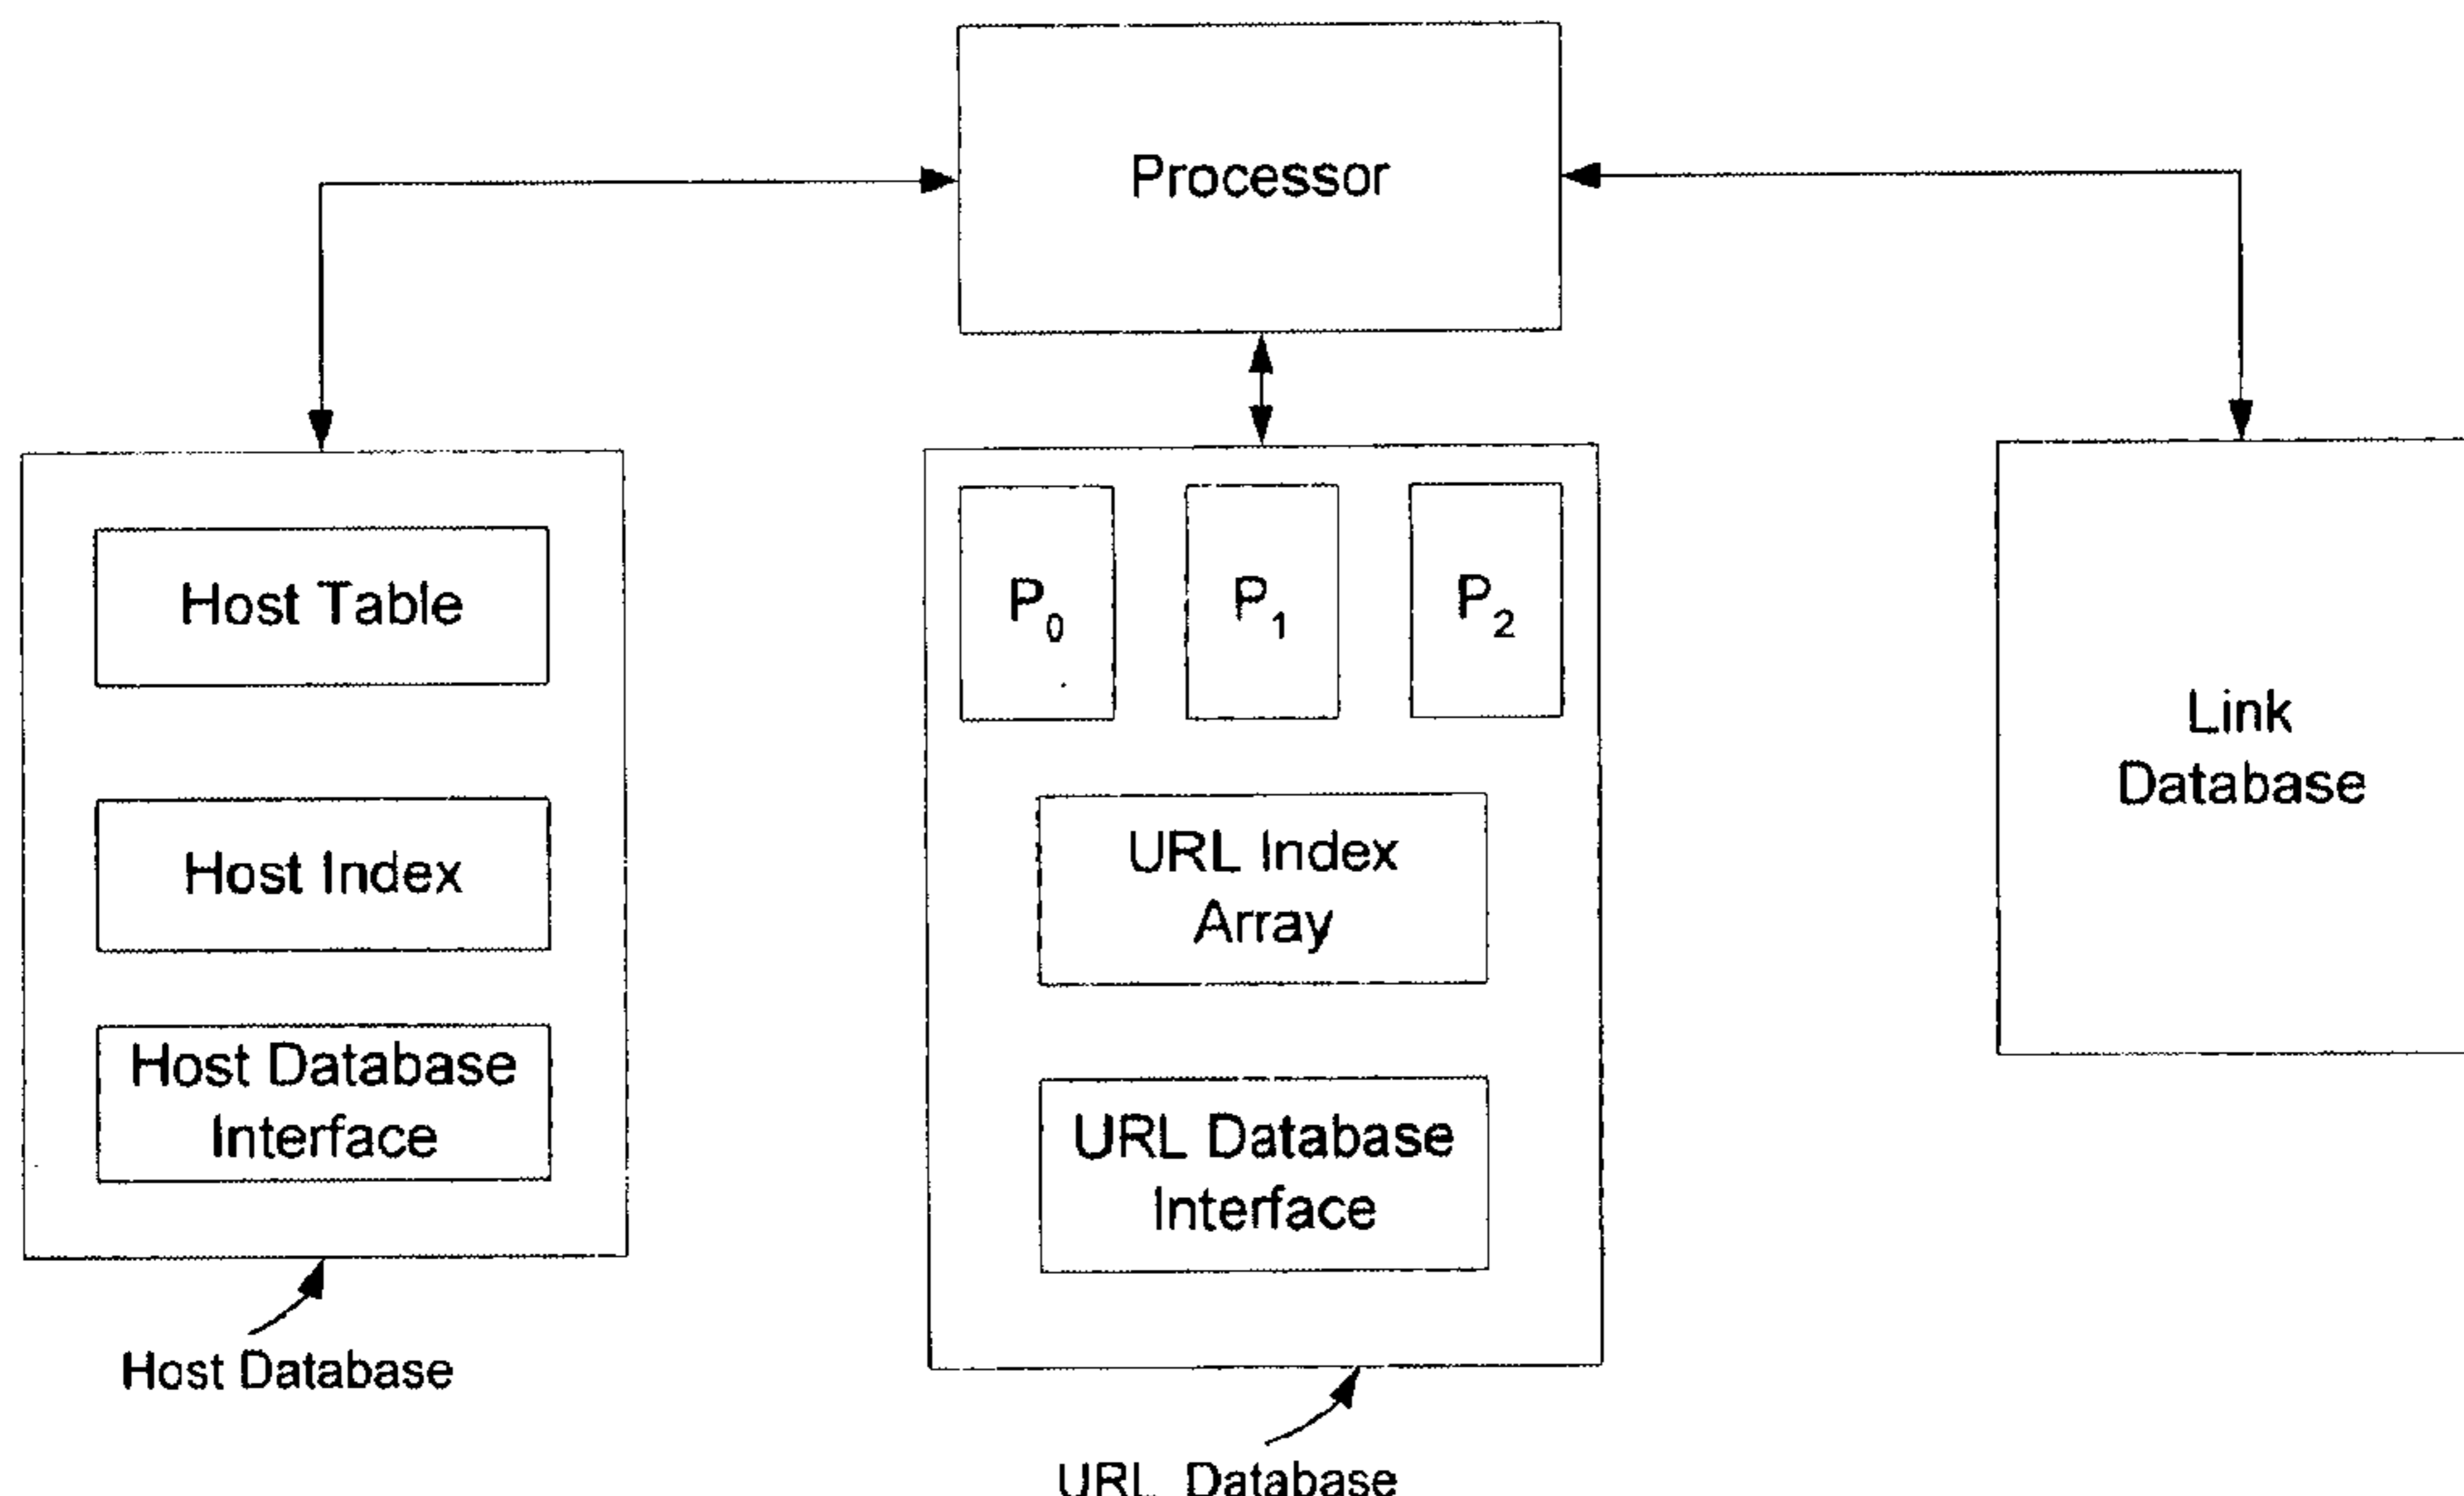 Processor
Host Table
Host Index
Host Database
Interface
Host Database
P₀
P₁
P₂
URL Index
Array
URL Database
Interface
URL Database
Link
Database